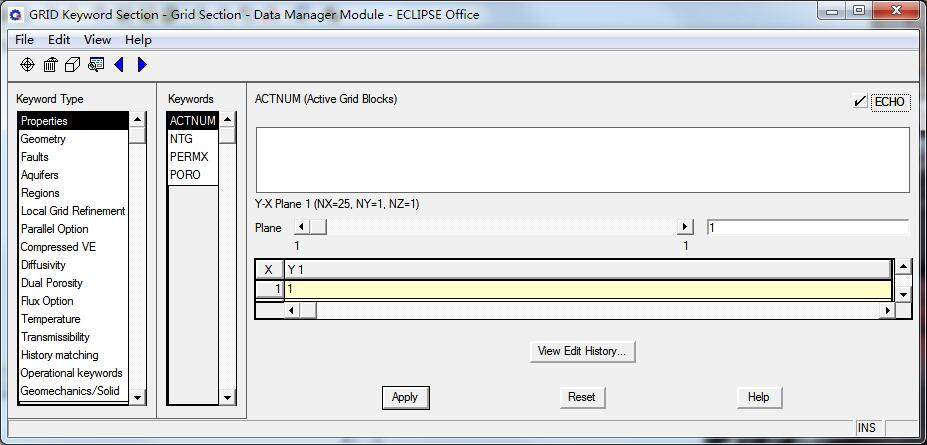 GRID Keyword Section - Grid Section - Data Manager Module - ECLIPSE Office
File Edit View Help
Keyword Type
Properties
Geometry
Faults
Aquifers
Regions
Local Grid Refinement
Parallel Option
Compressed VE
Diffusivity
Dual Porosity
Flux Option
Temperature
Transmissibility
History matching
Operational keywords
Geomechanics/Solid
Keywords
ACTNUM
NTG
PERMX
PORO
ACTNUM (Active Grid Blocks)
ECHO
Y-X Plane 1 (NX=25, NY=1, NZ=1)
Plane
1
1 1
X Y 1
1 1
View Edit History...
Apply Reset Help
INS